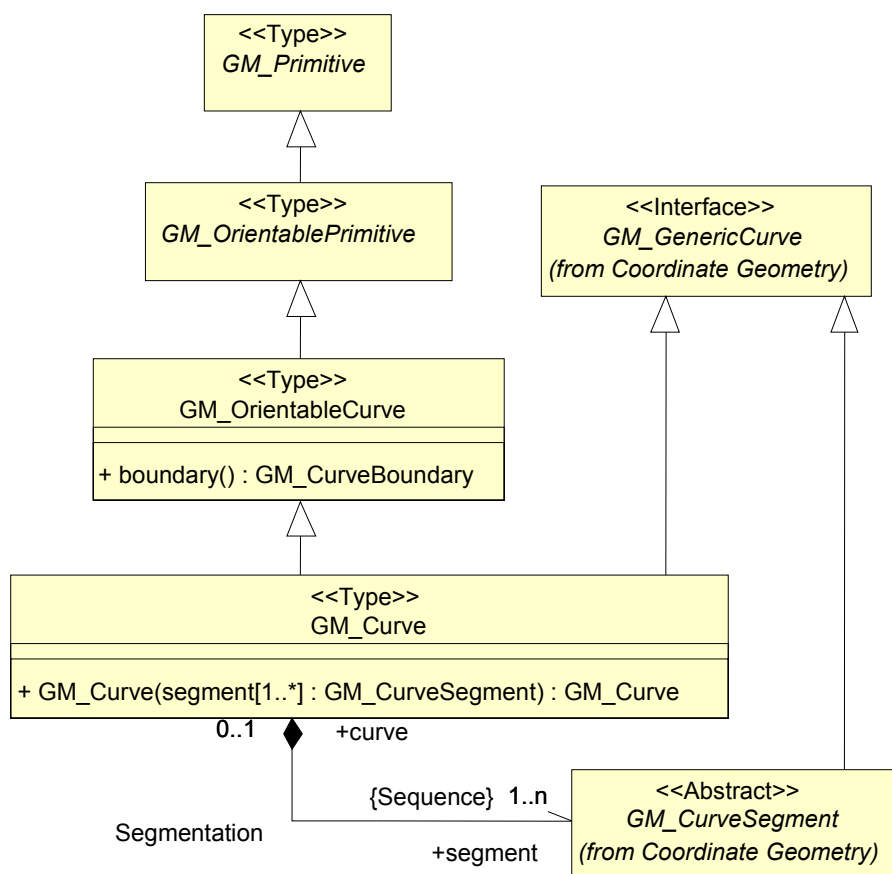 <<Type>>
GM_Primitive
<<Type>>
GM_OrientablePrimitive
<<Interface>>
GM_GenericCurve
(from Coordinate Geometry)
<<Type>>
GM_OrientableCurve
+ boundary() : GM_CurveBoundary
<<Type>>
GM_Curve
+ GM_Curve(segment[1..*] : GM_CurveSegment) : GM_Curve
0..1
+curve
{Sequence} 1..n
Segmentation
+segment
<<Abstract>>
GM_CurveSegment
(from Coordinate Geometry)